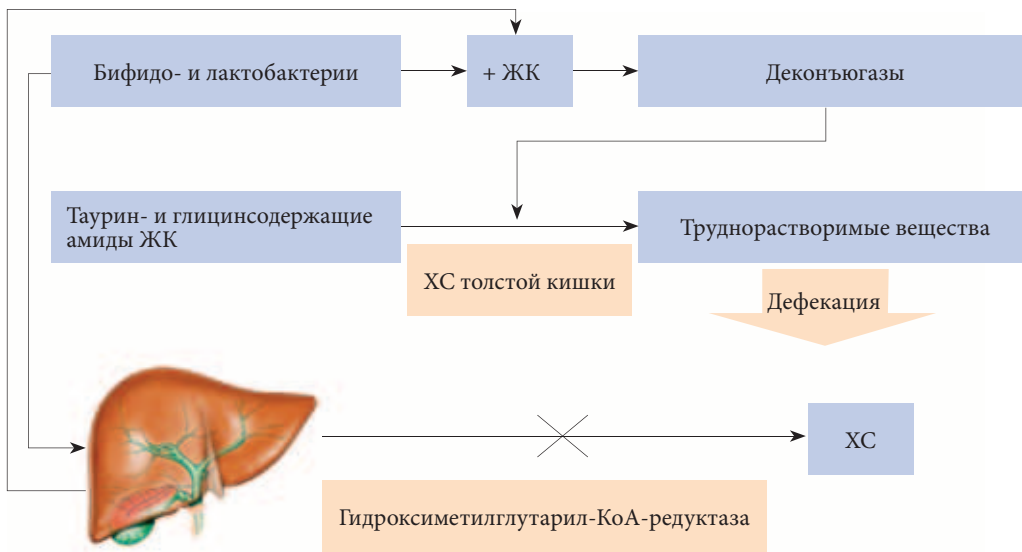 Бифидо- и лактобактерии
+ ЖК
Деконъюгазы
Таурин- и глицинсодержащие
амиды ЖК
Труднорастворимые вещества
ХС толстой кишки
Дефекация
ХС
Гидроксиметилглутарил-КоА-редуктаза